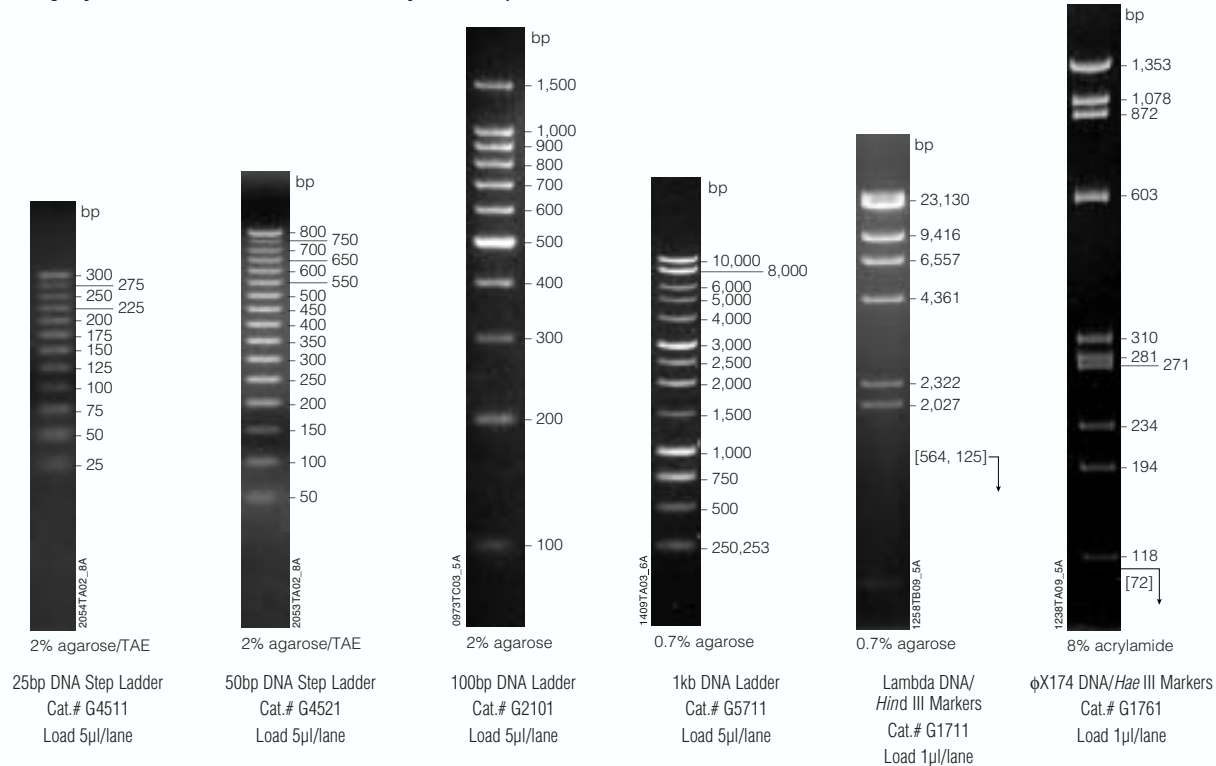 bp
300
275
250
225
200
175
150
125
100
75
50
25
2054TA02_8A
2% agarose/TAE
25bp DNA Step Ladder
Cat.# G4511
Load 5µl/lane
bp
800
750
700
650
600
550
500
450
400
350
300
250
200
150
100
50
2053TA02_8A
2% agarose/TAE
50bp DNA Step Ladder
Cat.# G4521
Load 5µl/lane
bp
1,500
1,000
900
800
700
600
500
400
300
200
100
0973TC03_5A
2% agarose
100bp DNA Ladder
Cat.# G2101
Load 5µl/lane
bp
10,000
8,000
6,000
5,000
4,000
3,000
2,500
2,000
1,500
1,000
750
500
250,253
1409TA03_6A
0.7% agarose
1kb DNA Ladder
Cat.# G5711
Load 5µl/lane
bp
23,130
9,416
6,557
4,361
2,322
2,027
[564, 125]
1258TB09_5A
0.7% agarose
Lambda DNA/
Hind III Markers
Cat.# G1711
Load 1µl/lane
bp
1,353
1,078
872
603
310
281
271
234
194
118
[72]
1238TA09_5A
8% acrylamide
ϕX174 DNA/Hae III Markers
Cat.# G1761
Load 1µl/lane